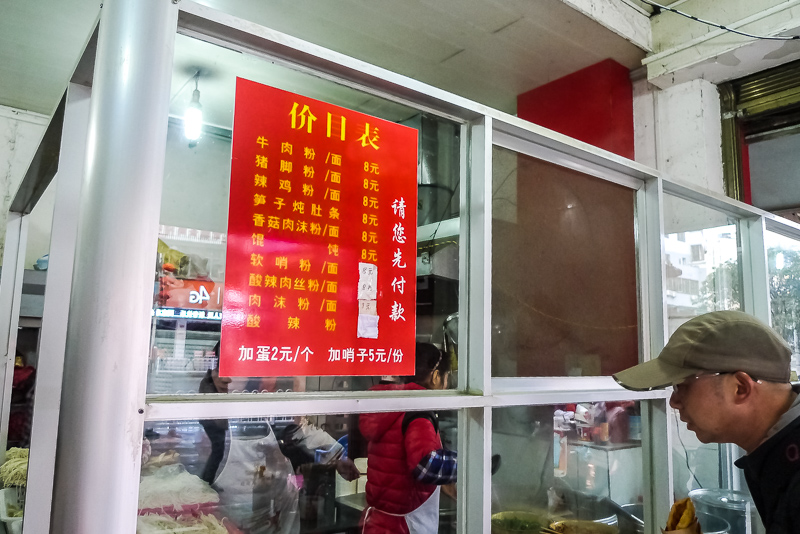 价目表
牛肉粉/面 8元
猪脚粉/面 8元
辣鸡粉/面 8元
笋子炖肚条 8元
香菇肉沫粉/面 8元
馄饨
软哨粉/面
酸辣肉丝粉/面
肉沫粉/面
酸辣粉
请您先付款
加蛋2元/个 加哨子5元/份
4G